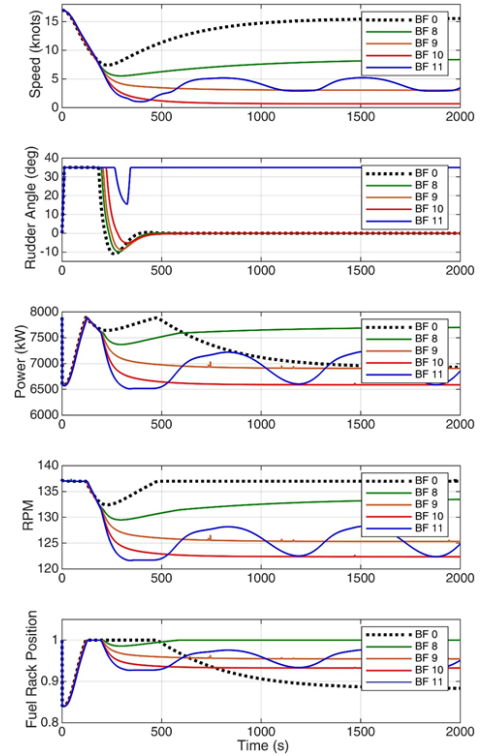 Speed (knots)
15
10
5
0
BF 0
BF 8
BF 9
BF 10
BF 11
0
500
1000
1500
2000
Rudder Angle (deg)
40
30
20
10
0
-10
BF 0
BF 8
BF 9
BF 10
BF 11
0
500
1000
1500
2000
Power (kW)
8000
7500
7000
6500
6000
BF 0
BF 8
BF 9
BF 10
BF 11
0
500
1000
1500
2000
RPM
140
135
130
125
120
BF 0
BF 8
BF 9
BF 10
BF 11
0
500
1000
1500
2000
Fuel Rack Position
1
0.9
0.8
BF 0
BF 8
BF 9
BF 10
BF 11
0
500
1000
1500
2000
Time (s)